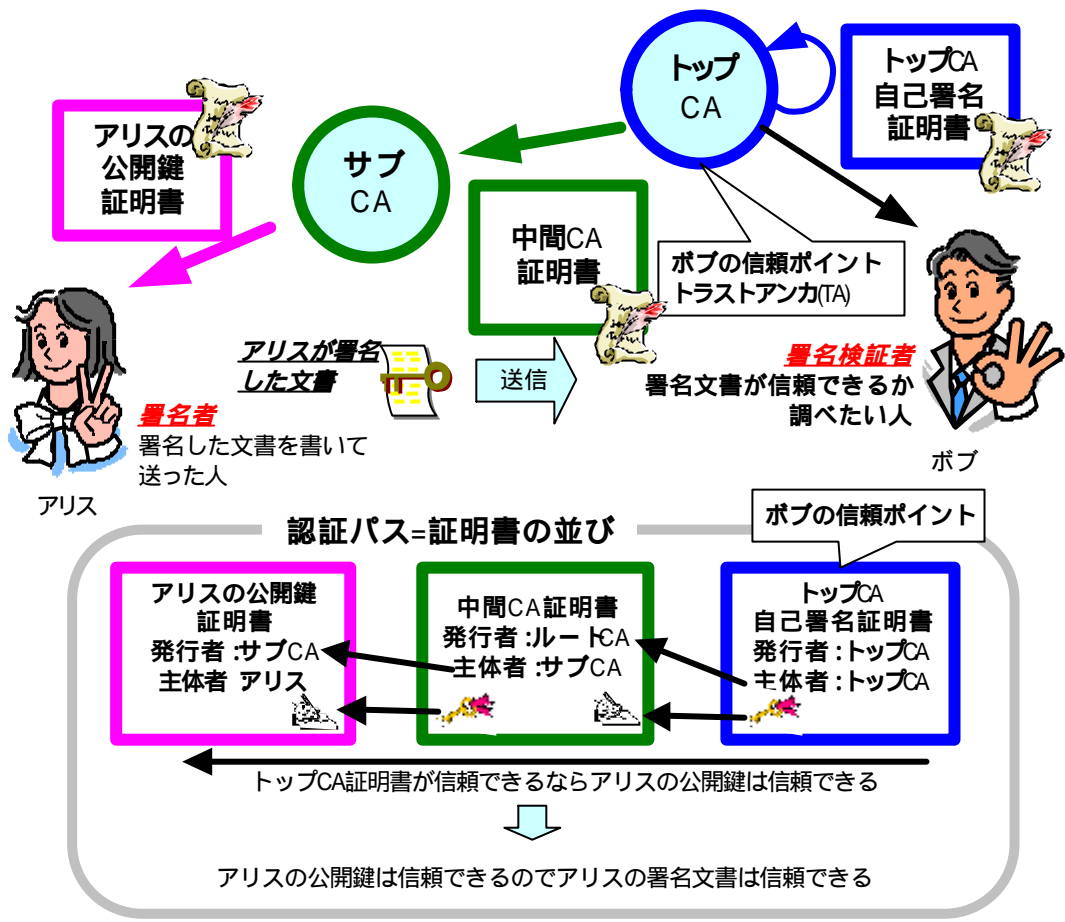 トップ
CA
トップCA
自己署名
証明書
アリスの
公開鍵
証明書
サブ
CA
中間CA
証明書
ボブの信頼ポイント
トラストアンカ(TA)
アリスが署名
した文書
送信
署名検証者
署名文書が信頼できるか
調べたい人
署名者
署名した文書を書いて
送った人
アリス
ボブ
認証パス=証明書の並び
ボブの信頼ポイント
アリスの公開鍵
証明書
発行者:サブCA
主体者 アリス
中間CA証明書
発行者:ルートCA
主体者:サブCA
トップCA
自己署名証明書
発行者:トップCA
主体者:トップCA
トップCA証明書が信頼できるならアリスの公開鍵は信頼できる
アリスの公開鍵は信頼できるのでアリスの署名文書は信頼できる